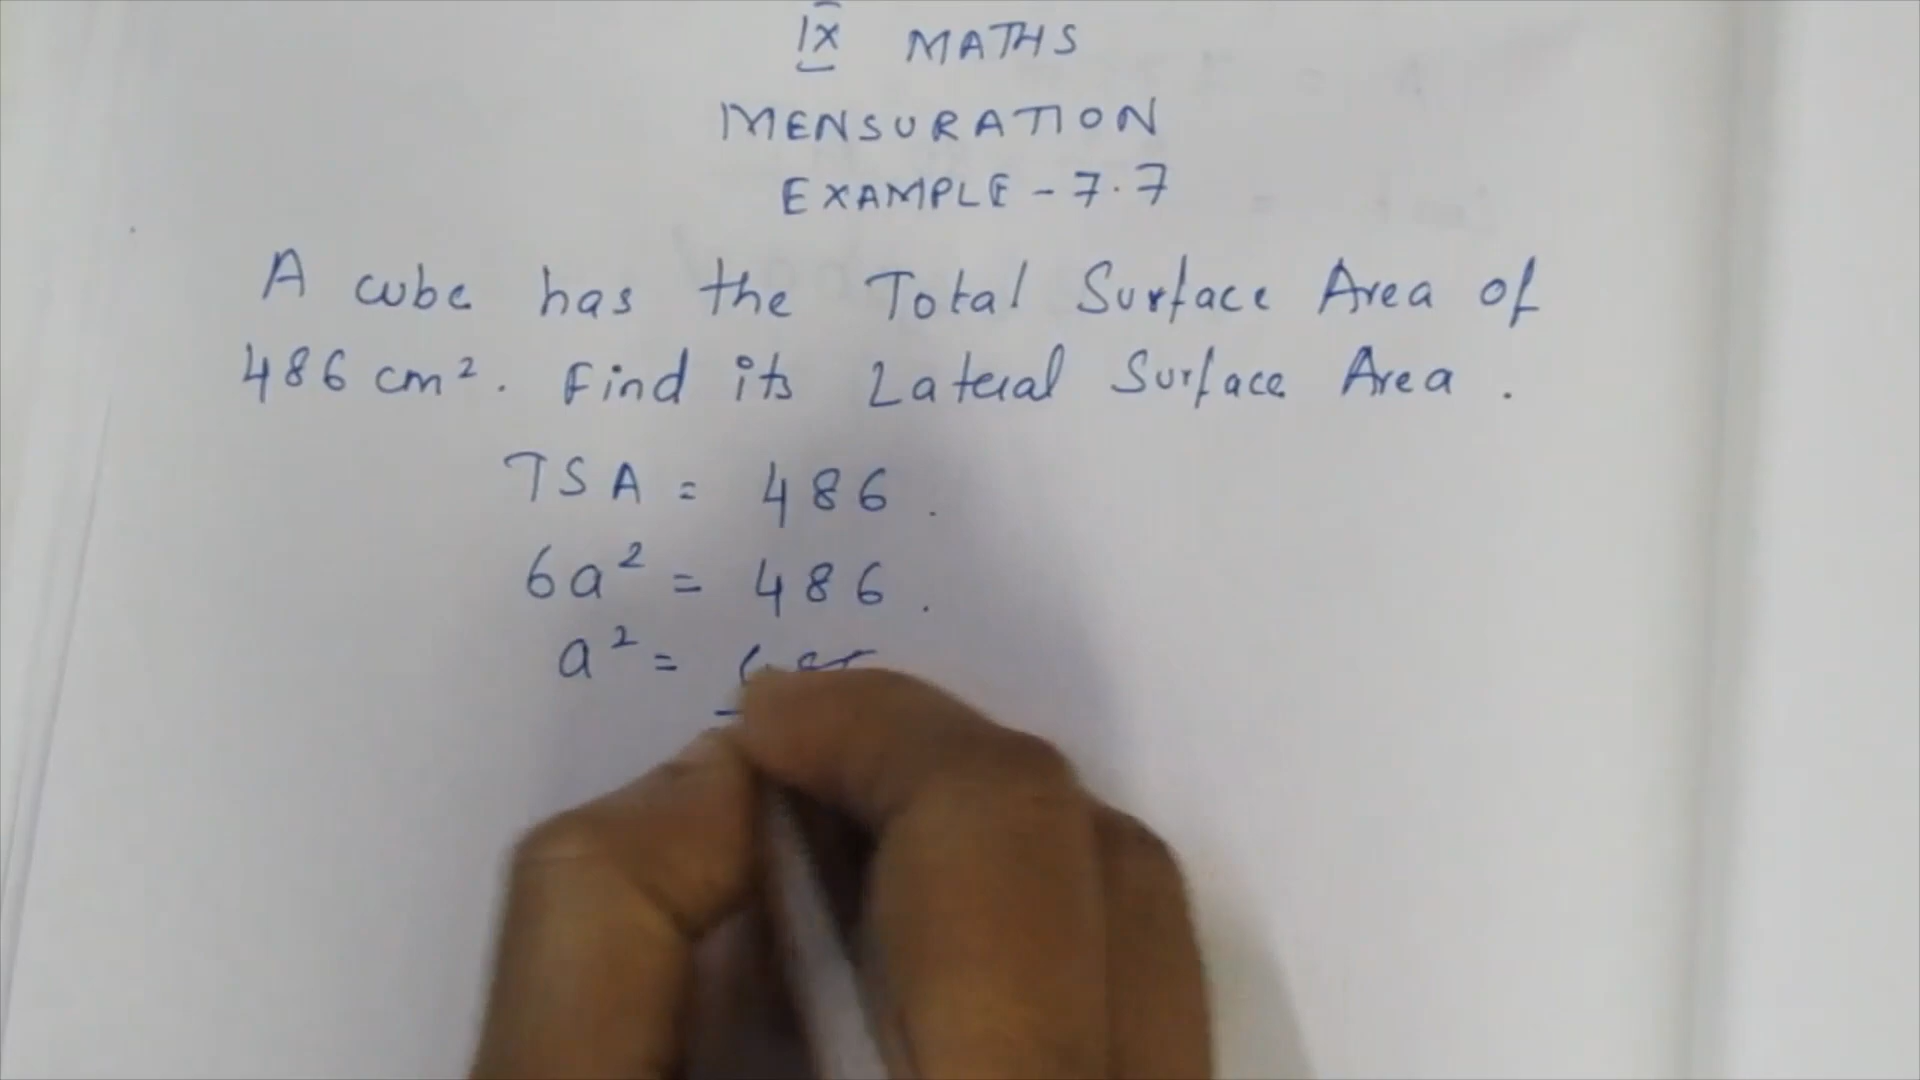 IX MATHS
MENSURATION
EXAMPLE - 7.7
A cube has the Total Surface Area of
486 cm². Find its Lateral Surface Area.
TSA = 486.
6a² = 486.
a² =